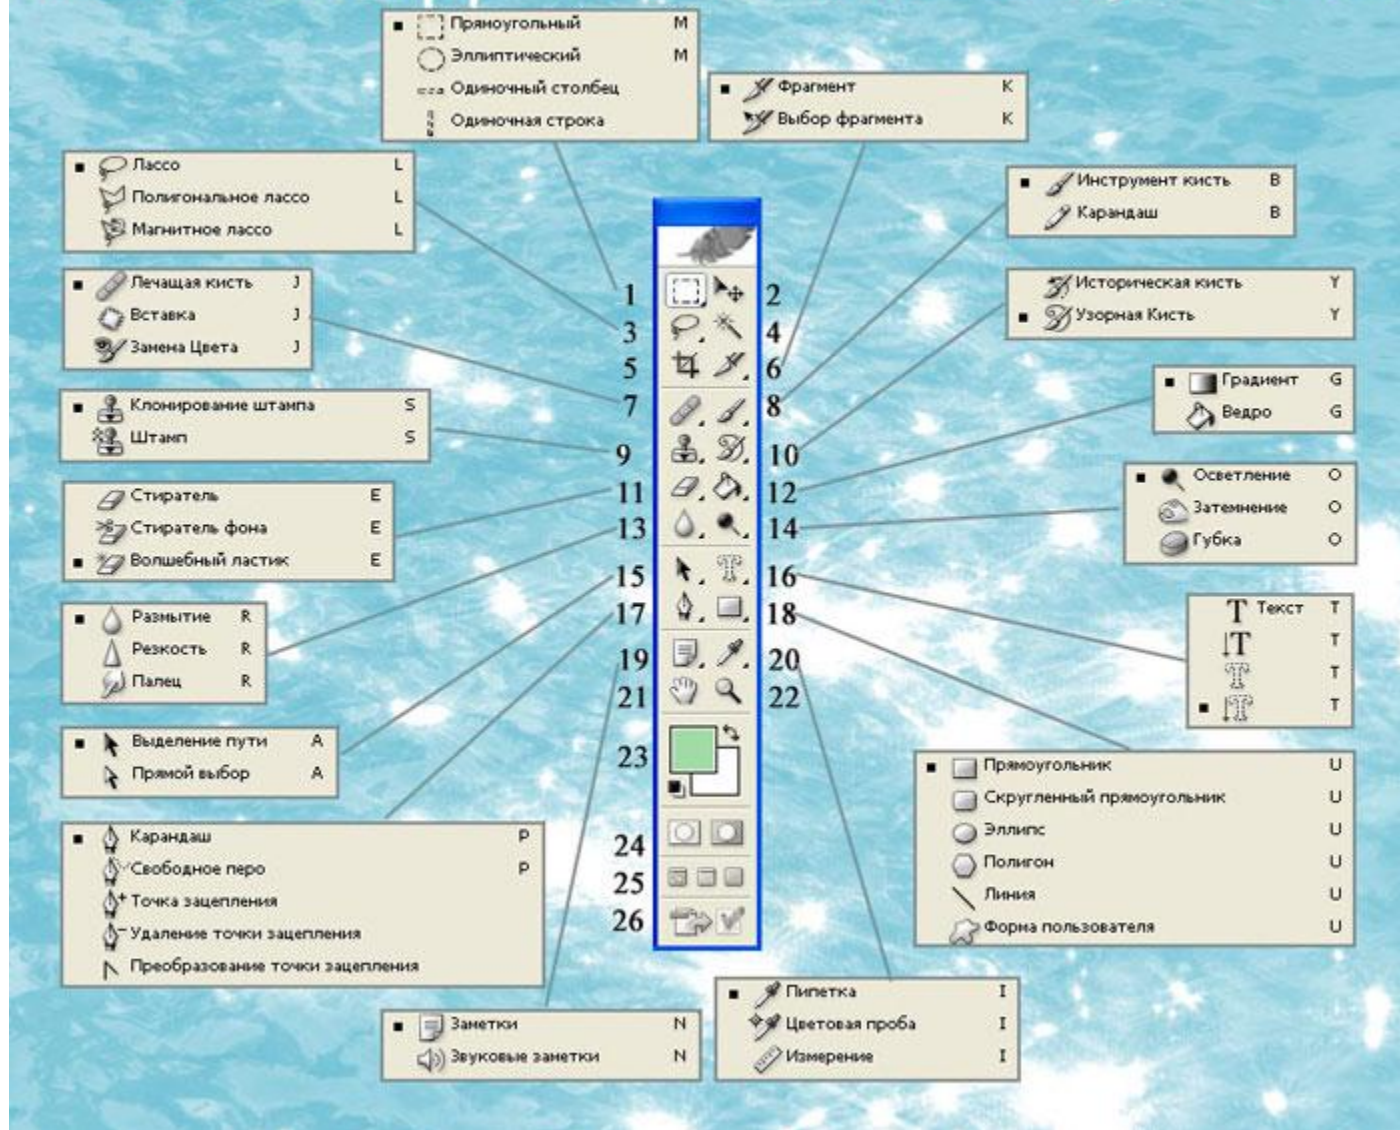 Прямоугольный M
Эллиптический M
Одиночный столбец
Одиночная строка
Фрагмент K
Выбор фрагмента K
Лассо L
Полигональное лассо L
Магнитное лассо L
Инструмент кисть B
Карандаш B
Лечащая кисть J
Вставка J
Замена Цвета J
Историческая кисть Y
Узорная Кисть Y
Градиент G
Ведро G
Клонирование штампа S
Штамп S
Осветление O
Затемнение O
Губка O
Стиратель E
Стиратель фона E
Волшебный ластик E
Размытие R
Резкость R
Палец R
T Текст T
T T
T T
T T
Выделение пути A
Прямой выбор A
Прямоугольник U
Скругленный прямоугольник U
Эллипс U
Полигон U
Линия U
Форма пользователя U
Карандаш P
Свободное перо P
Точка зацепления
Удаление точки зацепления
Преобразование точки зацепления
Заметки N
Звуковые заметки N
Пипетка I
Цветовая проба I
Измерение I
1 2
3 4
5 6
7 8
9 10
11 12
13 14
15 T 16
17 18
19 20
21 22
23
24
25
26